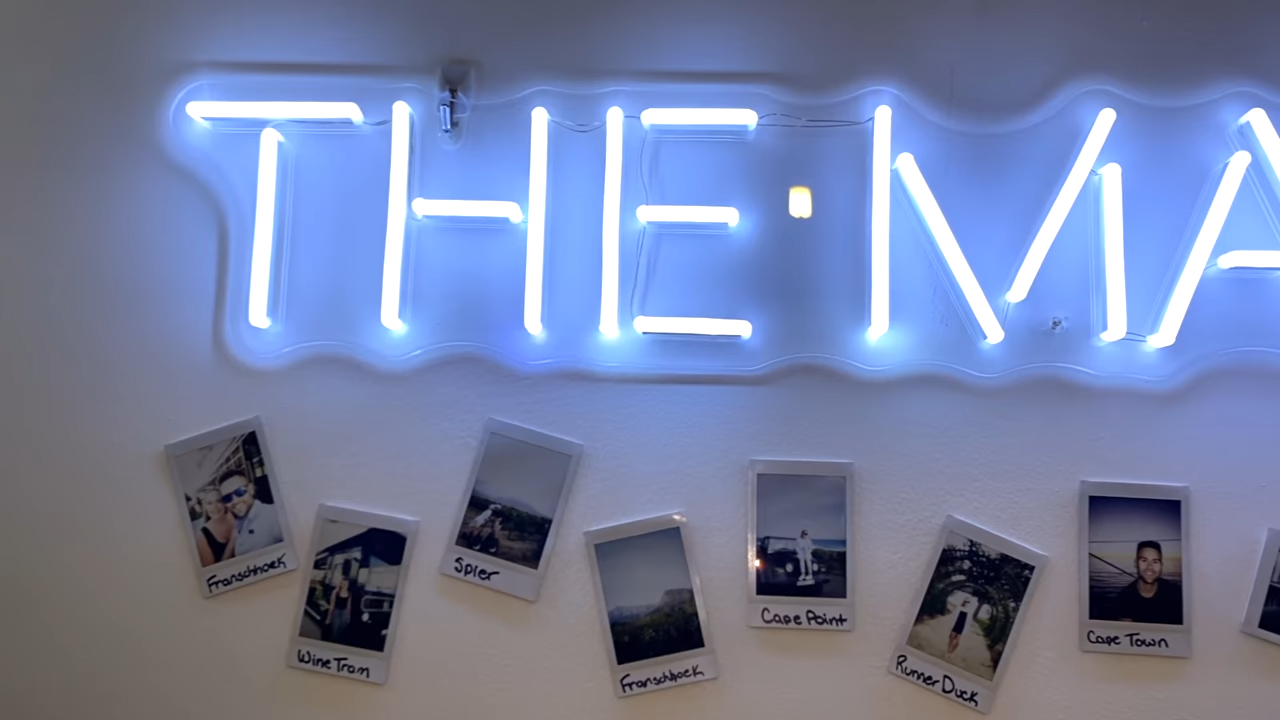 THE MA
Franschhoek
Wine Tram
Spier
Franschhoek
Cape Point
Runner Duck
Cape Town